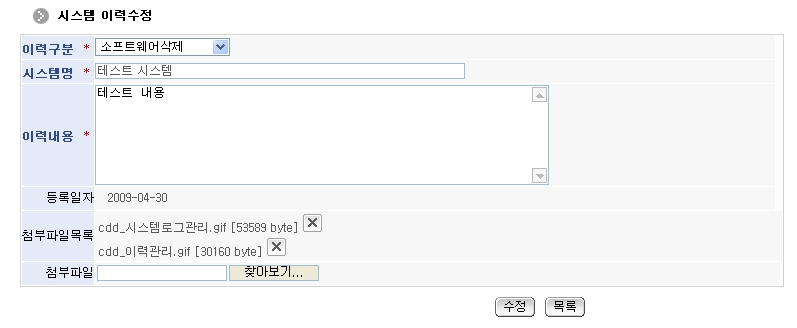 시스템 이력수정
이력구분 * 소프트웨어삭제
시스템명 * 테스트 시스템
이력내용 * 테스트 내용
등록일자 2009-04-30
첨부파일목록 cdd_시스템로그관리.gif [53589 byte] X
cdd_이력관리.gif [30160 byte] X
첨부파일 찾아보기...
수정 목록